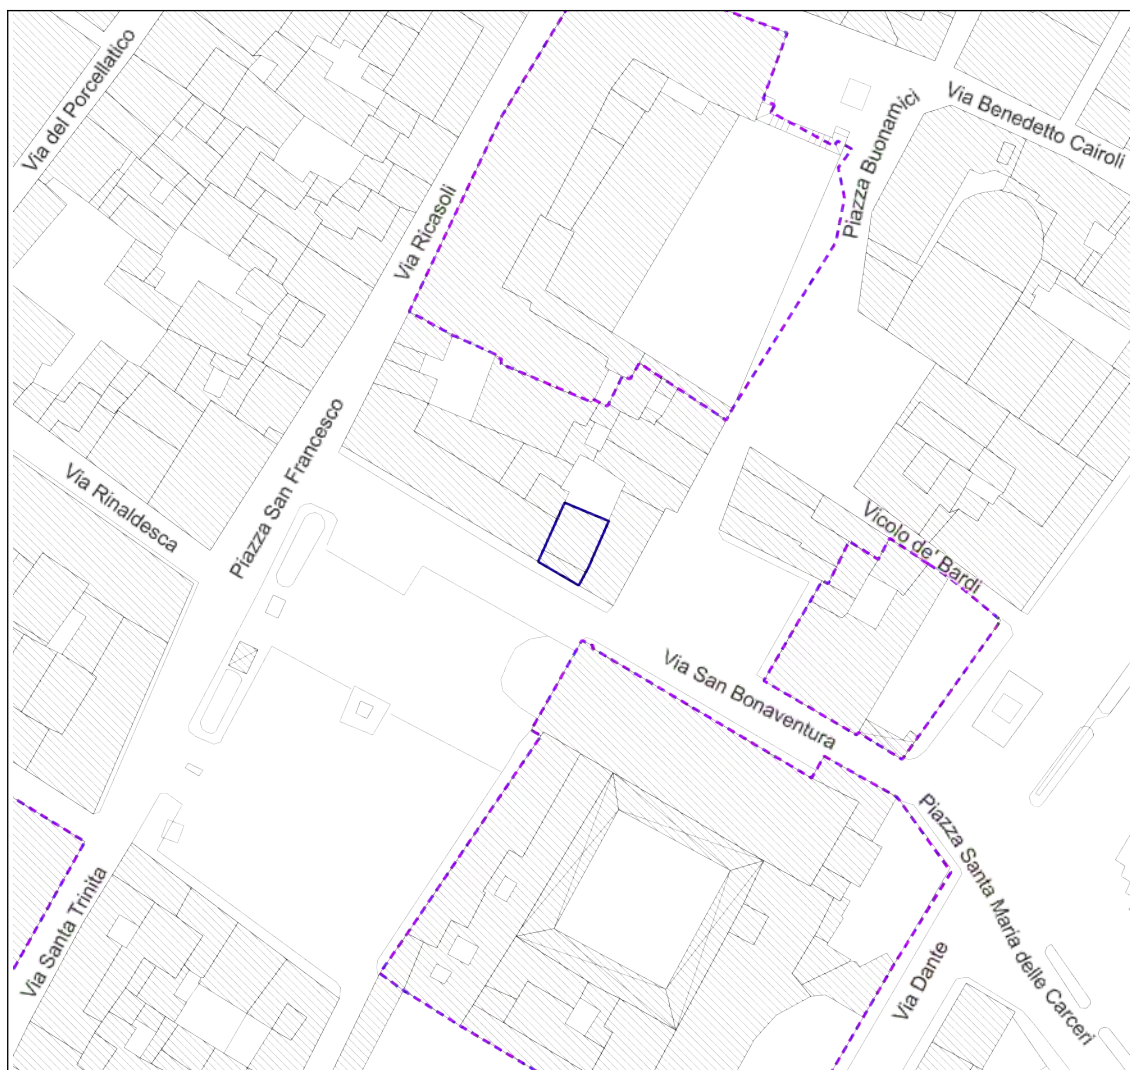 Via del Porcellatico
Via Benedetto Cairoli
Piazza Buonamici
Via Ricasoli
Piazza San Francesco
Via Rinaldesca
Vicolo de' Bardi
Via San Bonaventura
Piazza Santa Maria delle Carceri
Via Santa Trinita
Via Dante